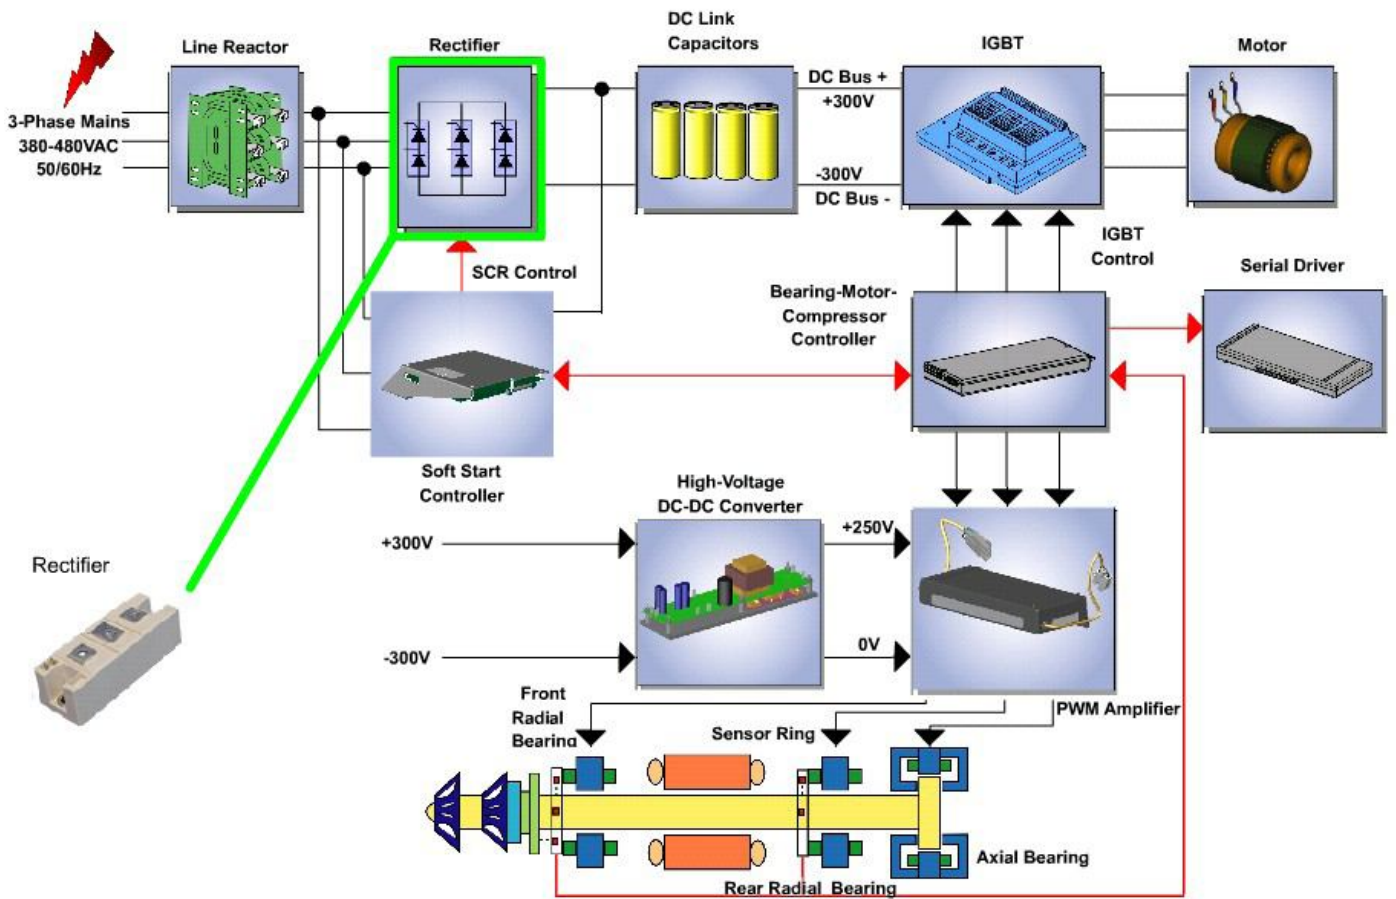 Line Reactor
Rectifier
DC Link
Capacitors
IGBT
Motor
3-Phase Mains
380-480VAC
50/60Hz
DC Bus +
+300V
-300V
DC Bus -
SCR Control
IGBT
Control
Serial Driver
Bearing-Motor-
Compressor
Controller
Soft Start
Controller
High-Voltage
DC-DC Converter
+300V
-300V
+250V
0V
Rectifier
PWM Amplifier
Front
Radial
Bearing
Sensor Ring
Axial Bearing
Rear Radial Bearing